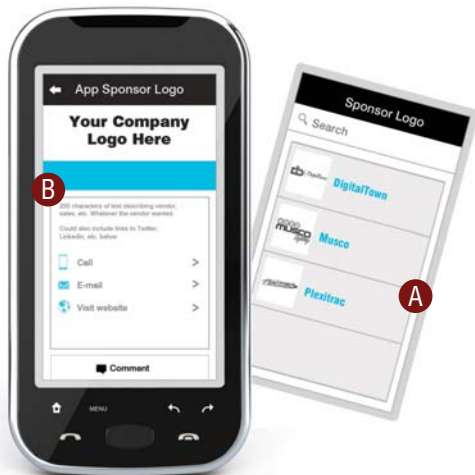 App Sponsor Logo
Your Company
Logo Here
B
350 characters of text describing vendor,
sales, etc. Whatever the vendor wanted.
Could also include links to Twitter,
LinkedIn, etc. below
Call >
E-mail >
Visit website >
Comment
MENU
Sponsor Logo
Search
DigitalTown
Musco
Plexitrac
A